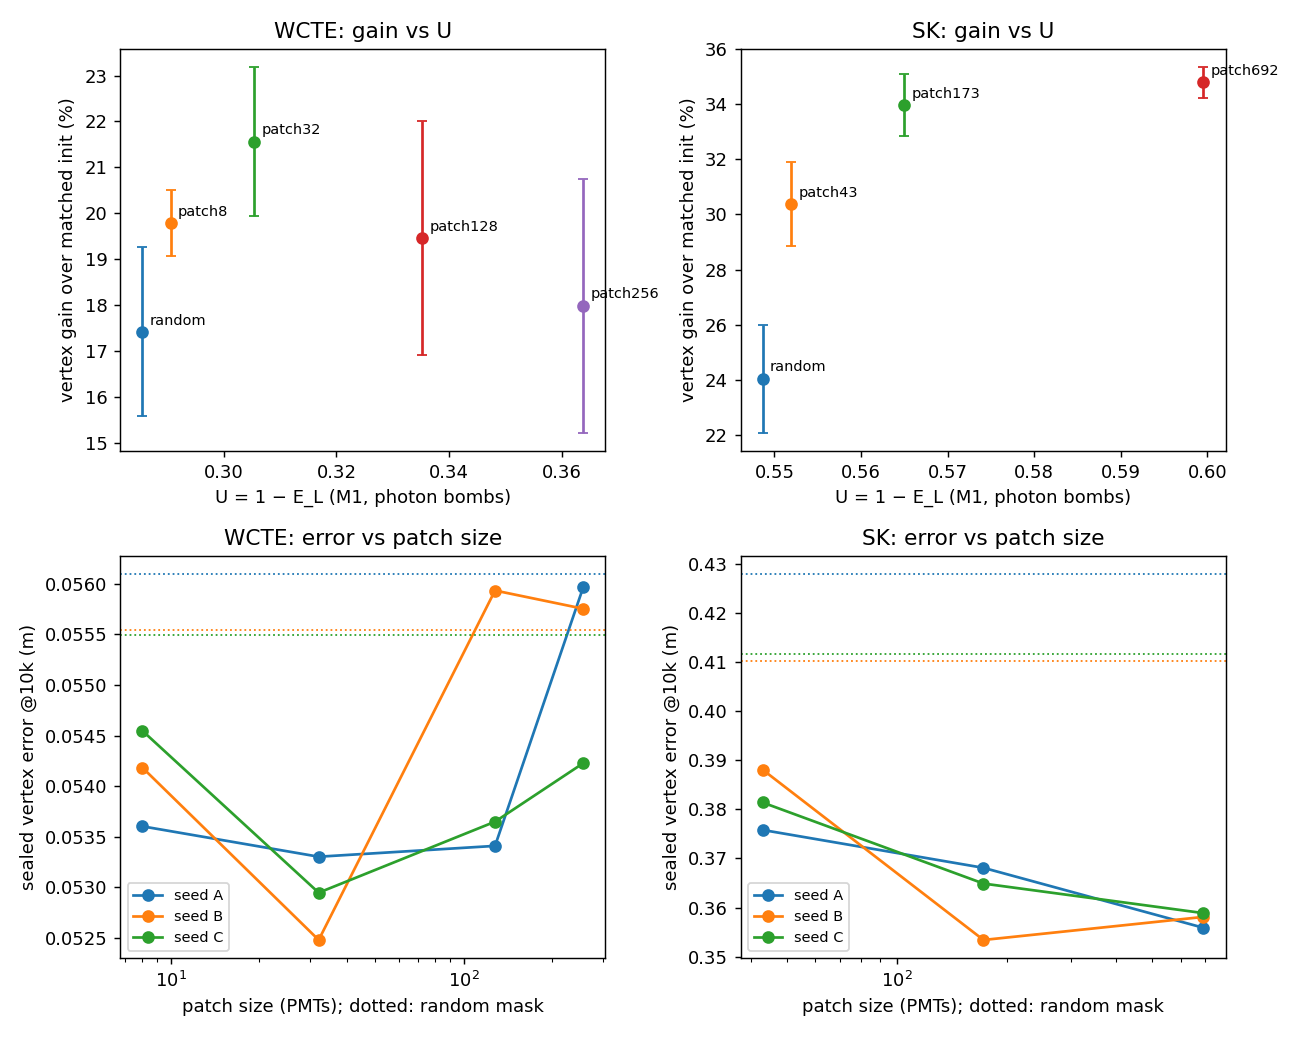 WCTE: gain vs U
vertex gain over matched init (%)
23
22
21
20
19
18
17
16
15
patch32
patch8
random
patch128
patch256
0.30
0.32
0.34
0.36
U = 1 − E_L (M1, photon bombs)
SK: gain vs U
vertex gain over matched init (%)
36
34
32
30
28
26
24
22
patch692
patch173
patch43
random
0.55
0.56
0.57
0.58
0.59
0.60
U = 1 − E_L (M1, photon bombs)
WCTE: error vs patch size
sealed vertex error @10k (m)
0.0560
0.0555
0.0550
0.0545
0.0540
0.0535
0.0530
0.0525
seed A
seed B
seed C
10¹
10²
patch size (PMTs); dotted: random mask
SK: error vs patch size
sealed vertex error @10k (m)
0.43
0.42
0.41
0.40
0.39
0.38
0.37
0.36
0.35
seed A
seed B
seed C
10²
patch size (PMTs); dotted: random mask